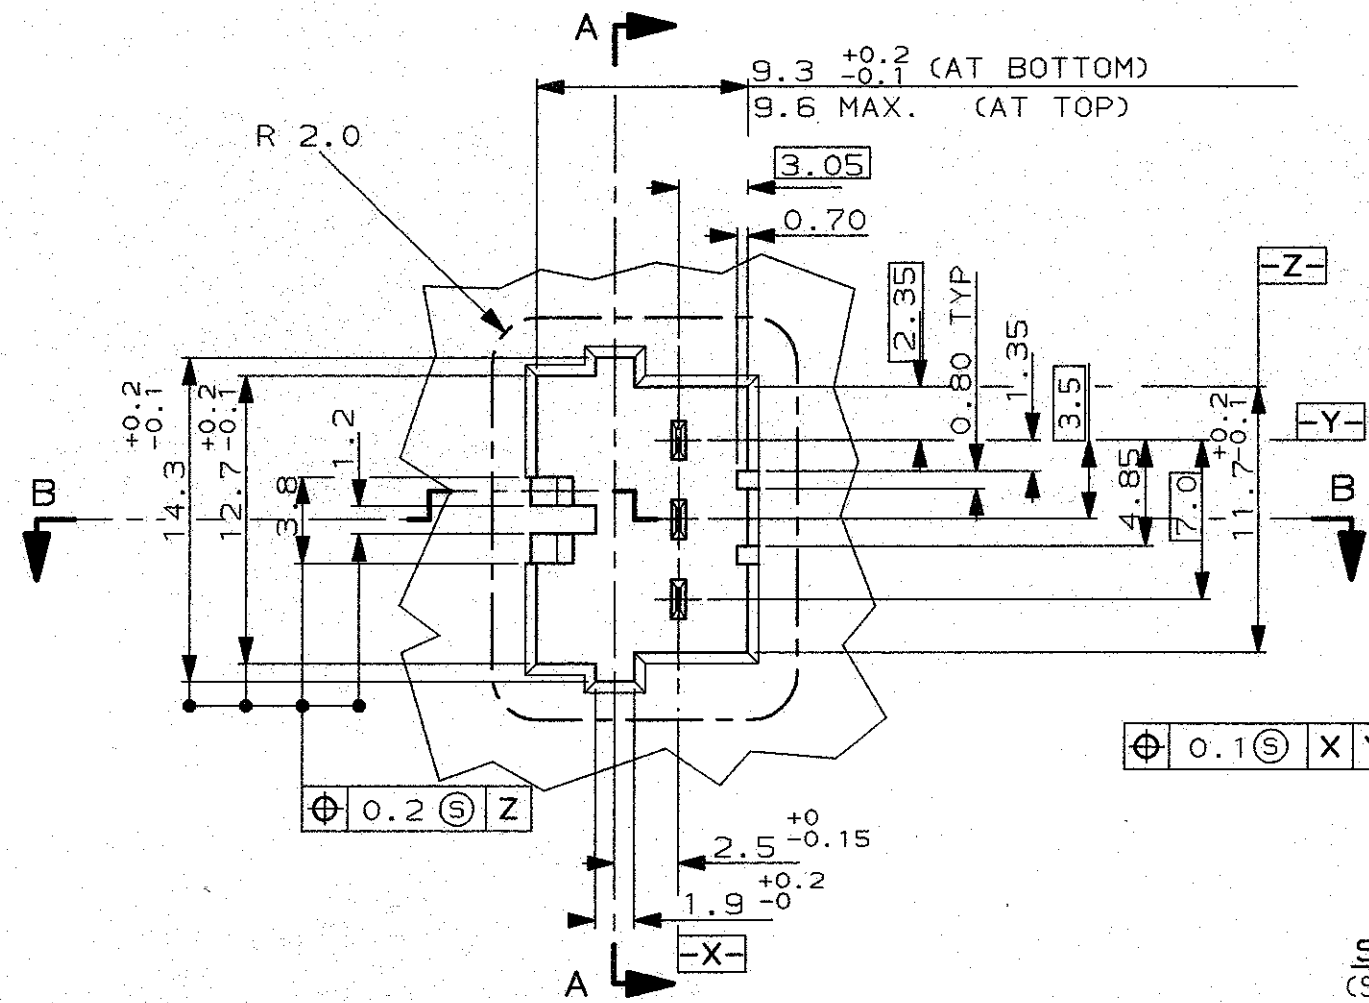 A
9.3 +0.2 -0.1 (AT BOTTOM)
9.6 MAX. (AT TOP)
R 2.0
3.05
0.70
-Z-
2.35
0.80 TYP
1.35
3.5
-Y-
14.3 +0.2 -0.1
12.7 +0.2 -0.1
1.2
3.8
4.85
7.0
11.7 +0.2 -0.1
B
B
⌖ 0.2 Ⓢ Z
⌖ 0.1 Ⓢ X
2.5 +0 -0.15
1.9 +0.2 -0
-X-
A